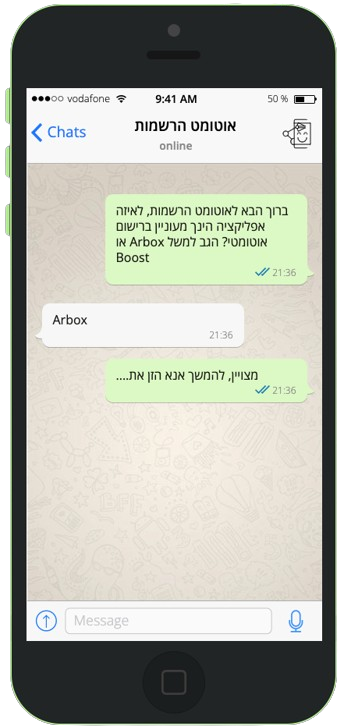 vodafone 9:41 AM 50 %
Chats אוטומט הרשמות
online
ברוך הבא לאוטומט הרשמות, לאיזה
אפליקציה הינך מעוניין ברישום
אוטומטי? הגב למשל Arbox או
Boost
21:36
Arbox
21:36
מצויין, להמשך אנא הזן את....
21:36
Message